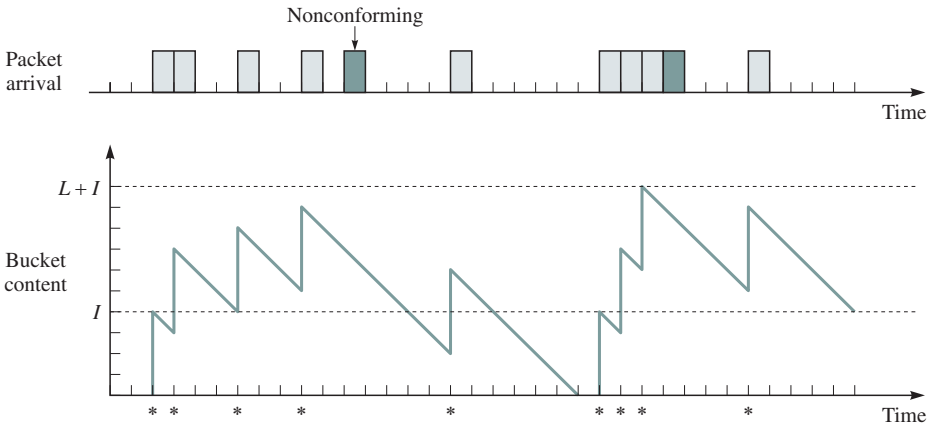 Nonconforming
Packet
arrival
Time
L + I
Bucket
content
I
* * * * * * * * *
Time